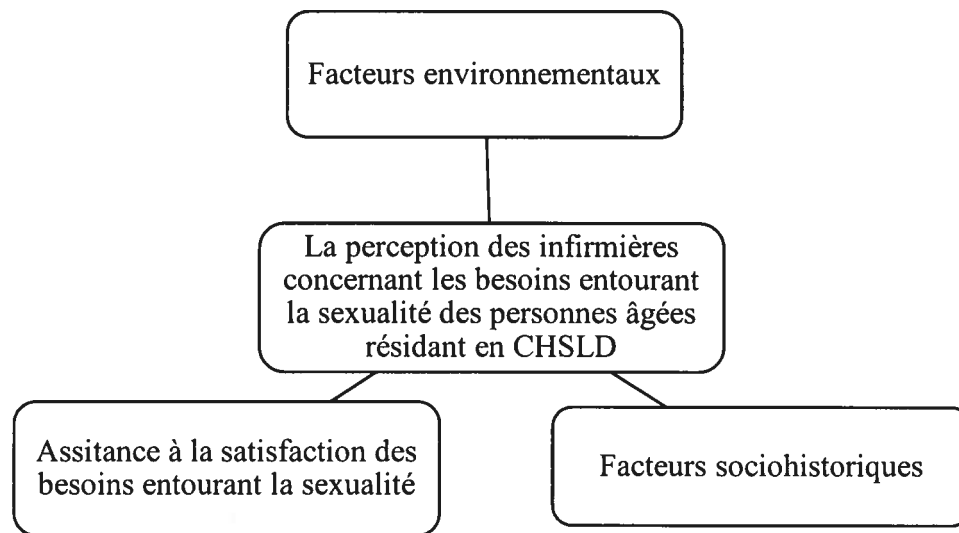 Facteurs environnementaux
La perception des infirmières
concernant les besoins entourant
la sexualité des personnes âgées
résidant en CHSLD
Assitance à la satisfaction des
besoins entourant la sexualité
Facteurs sociohistoriques